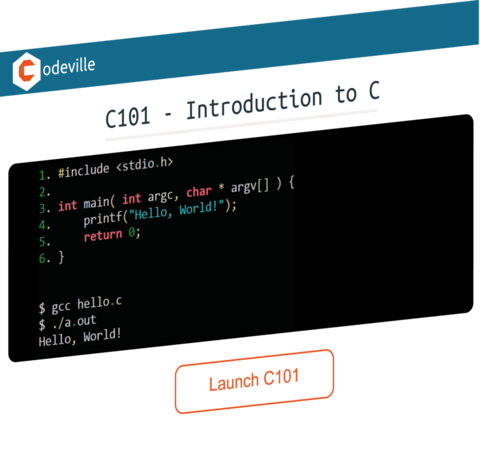 Codeville
C101 - Introduction to C
1. #include <stdio.h>
2.
3. int main( int argc, char * argv[] ) {
4.     printf("Hello, World!");
5.     return 0;
6. }
$ gcc hello.c
$ ./a.out
Hello, World!
Launch C101